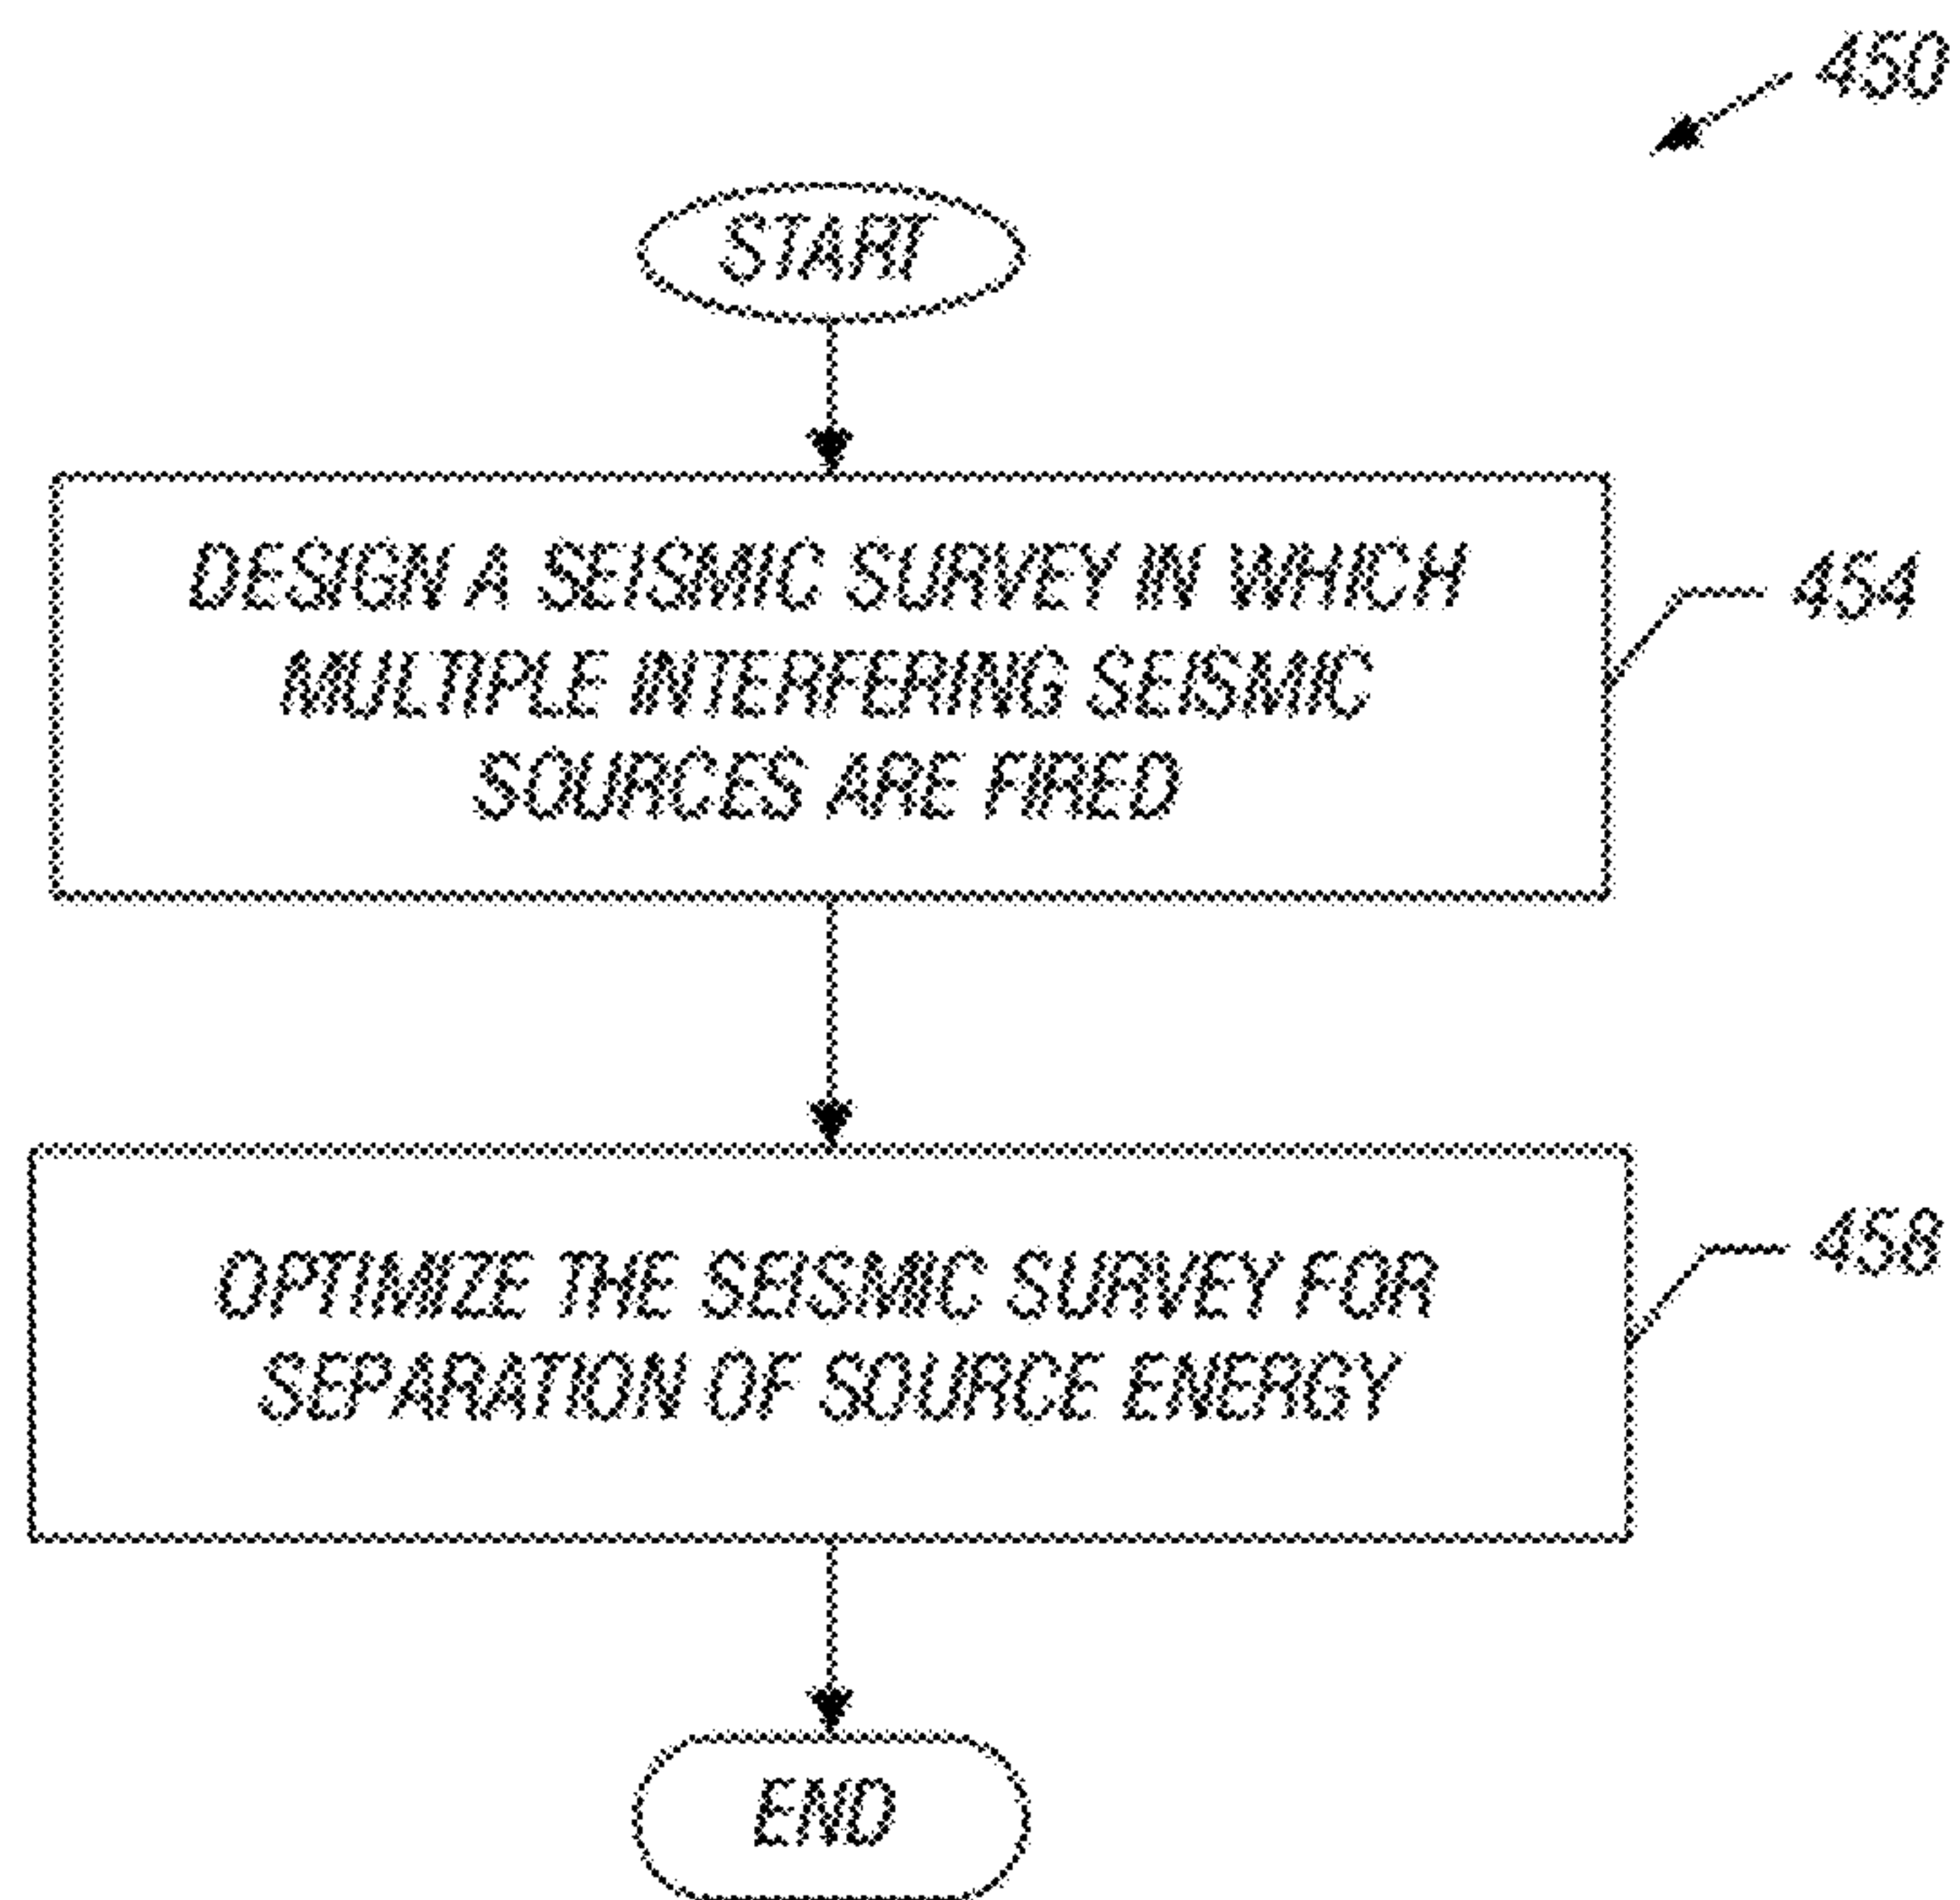 450
START
DESIGN A SEISMIC SURVEY IN WHICH
MULTIPLE INTERFERING SEISMIC
SOURCES ARE FIRED
454
OPTIMIZE THE SEISMIC SURVEY FOR
SEPARATION OF SOURCE ENERGY
458
END